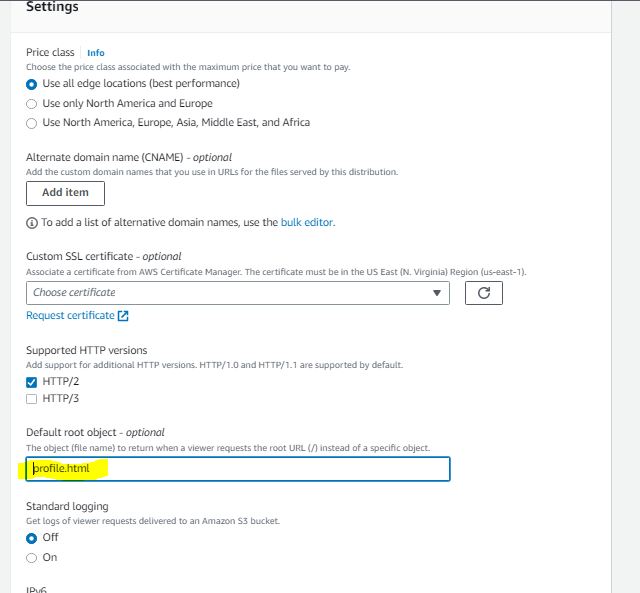 Settings
Price class Info
Choose the price class associated with the maximum price that you want to pay.
Use all edge locations (best performance)
Use only North America and Europe
Use North America, Europe, Asia, Middle East, and Africa
Alternate domain name (CNAME) - optional
Add the custom domain names that you use in URLs for the files served by this distribution.
Add item
To add a list of alternative domain names, use the bulk editor.
Custom SSL certificate - optional
Associate a certificate from AWS Certificate Manager. The certificate must be in the US East (N. Virginia) Region (us-east-1).
Choose certificate
Request certificate
Supported HTTP versions
Add support for additional HTTP versions. HTTP/1.0 and HTTP/1.1 are supported by default.
HTTP/2
HTTP/3
Default root object - optional
The object (file name) to return when a viewer requests the root URL (/) instead of a specific object.
profile.html
Standard logging
Get logs of viewer requests delivered to an Amazon S3 bucket.
Off
On
IPv6